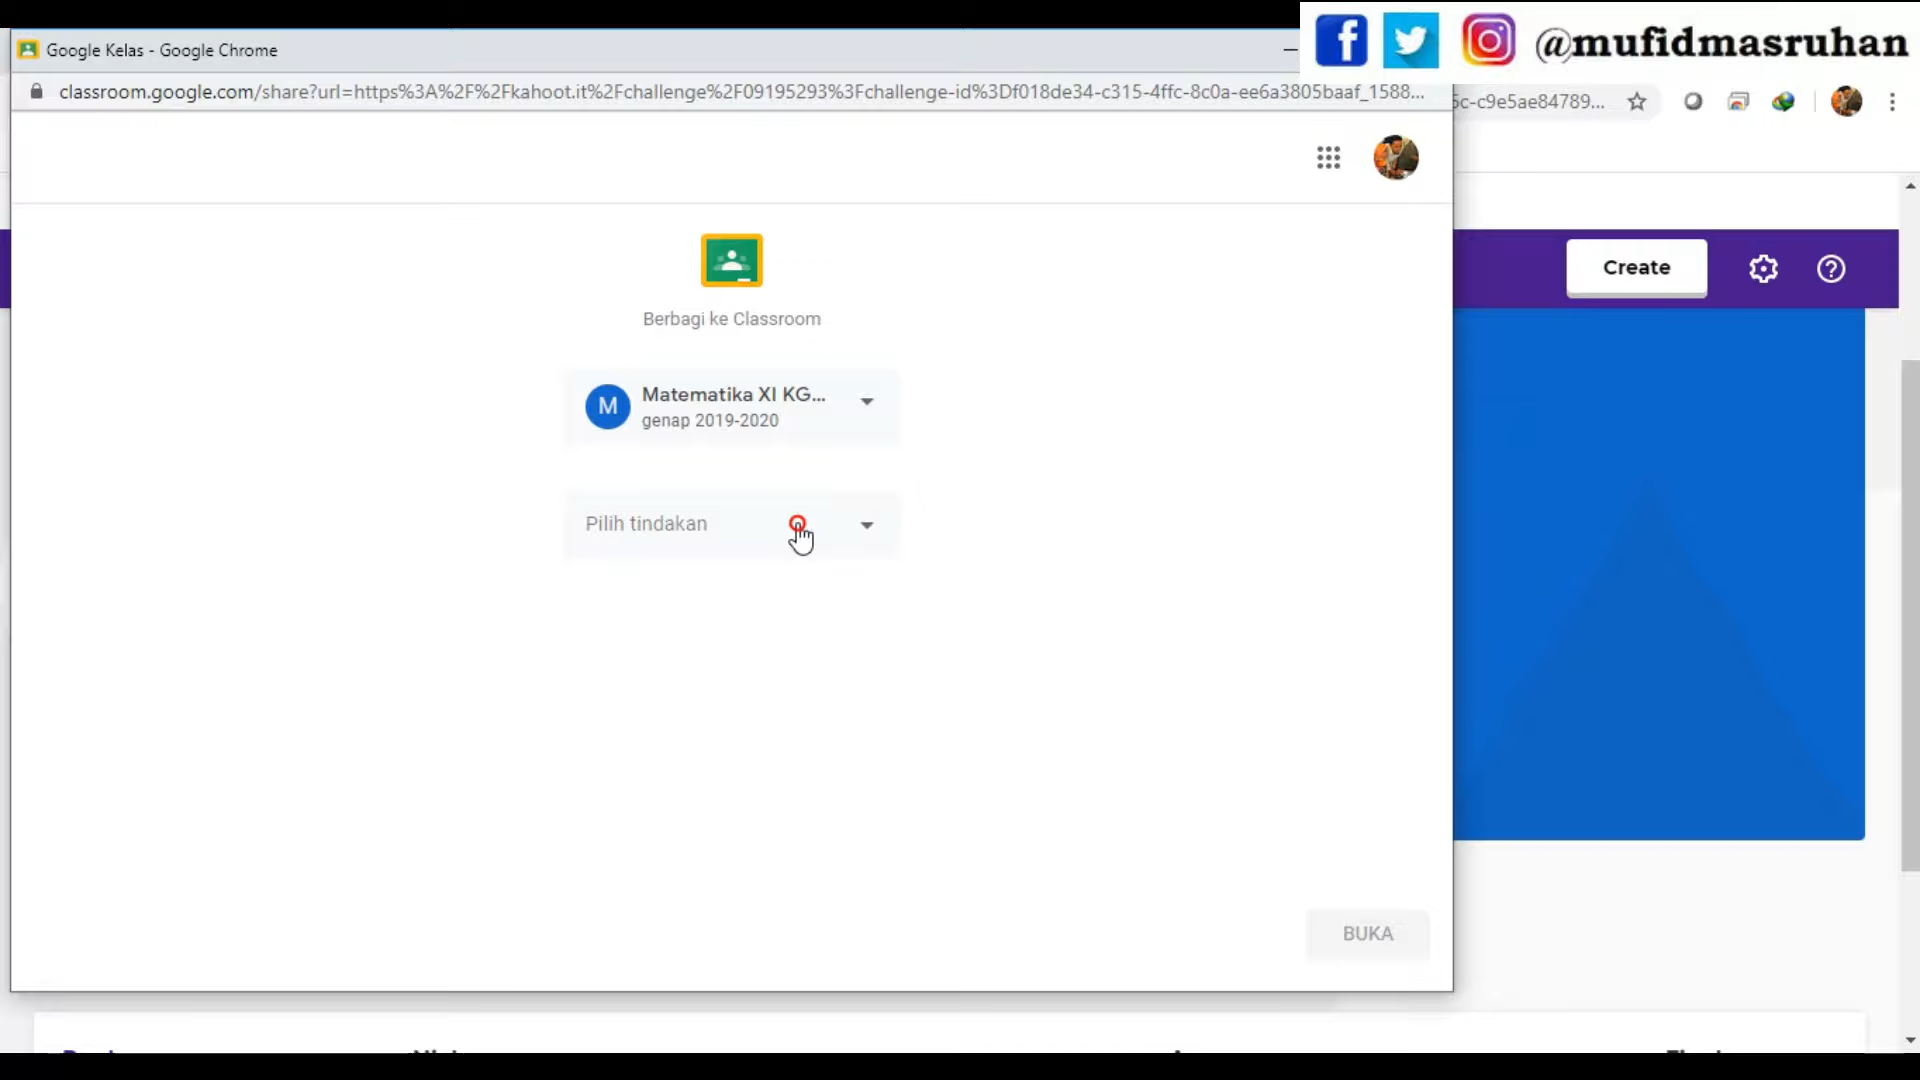 @mufidmasruhan
Google Kelas - Google Chrome
classroom.google.com/share?url=https%3A%2F%2Fkahoot.it%2Fchallenge%2F09195293%3Fchallenge-id%3Df018de34-c315-4ffc-8c0a-ee6a3805baaf_1588...
5c-c9e5ae84789...
Create
Berbagi ke Classroom
M
Matematika XI KG...
genap 2019-2020
Pilih tindakan
BUKA